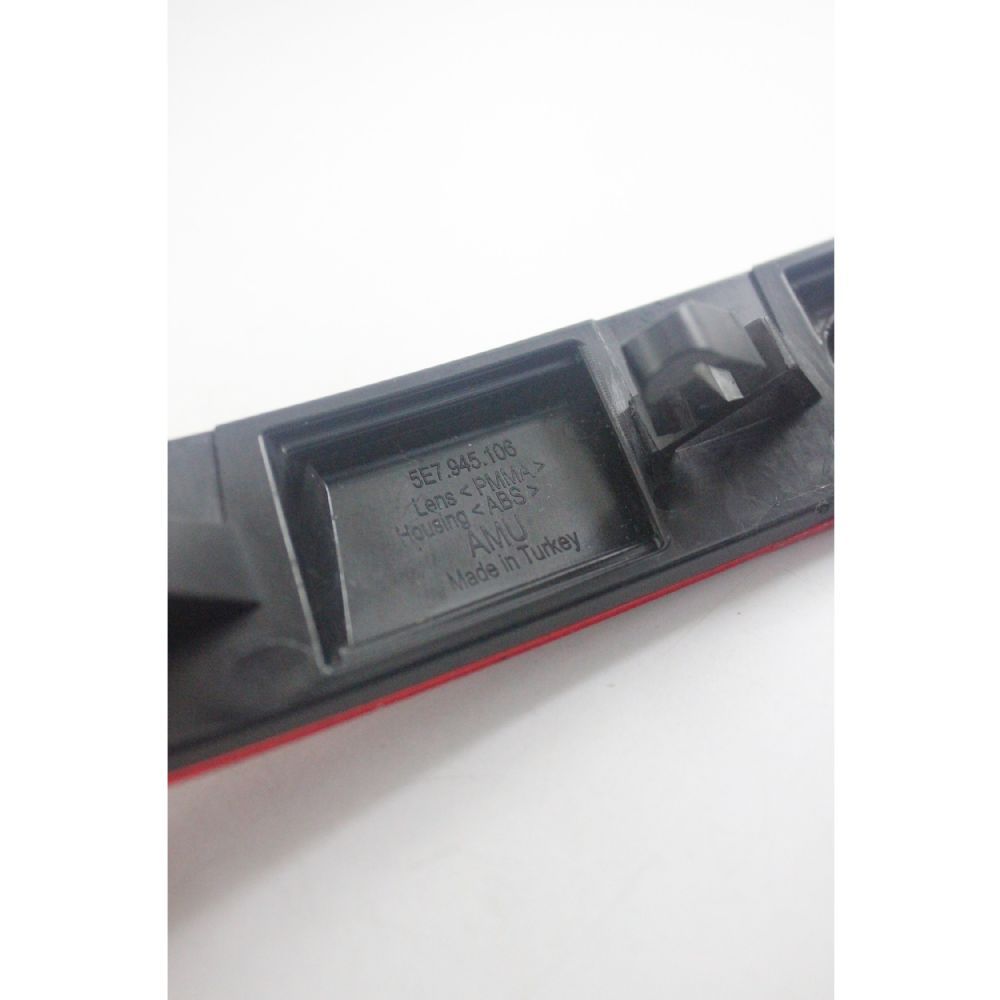 5E7.945.106
Lens < PMMA >
Housing < ABS >
AMU
Made in Turkey